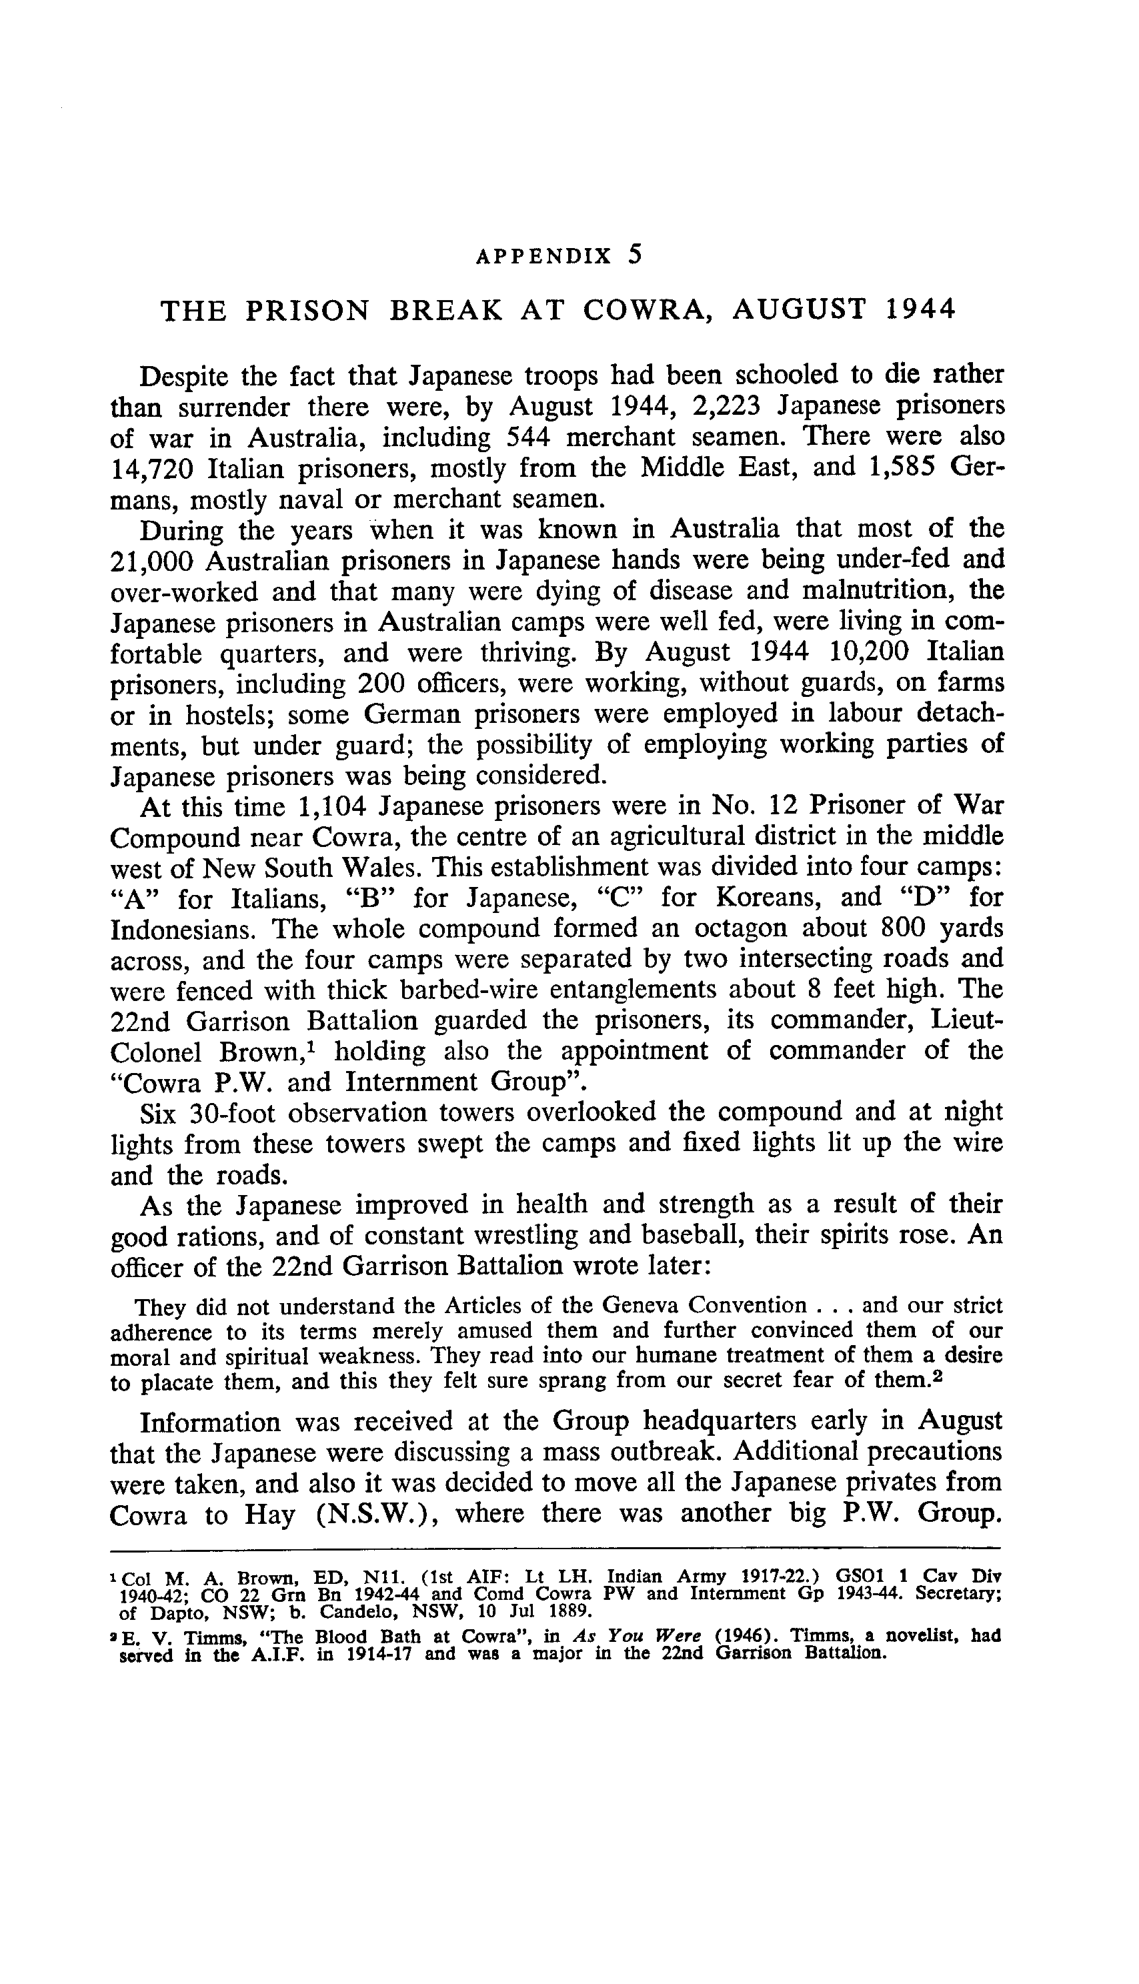 APPENDIX 5
THE PRISON BREAK AT COWRA, AUGUST 1944
Despite the fact that Japanese troops had been schooled to die rather
than surrender there were, by August 1944, 2,223 Japanese prisoners
of war in Australia, including 544 merchant seamen. There were also
14,720 Italian prisoners, mostly from the Middle East, and 1,585 Ger-
mans, mostly naval or merchant seamen.
During the years when it was known in Australia that most of the
21,000 Australian prisoners in Japanese hands were being under-fed and
over-worked and that many were dying of disease and malnutrition, the
Japanese prisoners in Australian camps were well fed, were living in com-
fortable quarters, and were thriving. By August 1944 10,200 Italian
prisoners, including 200 officers, were working, without guards, on farms
or in hostels; some German prisoners were employed in labour detach-
ments, but under guard; the possibility of employing working parties of
Japanese prisoners was being considered.
At this time 1,104 Japanese prisoners were in No. 12 Prisoner of War
Compound near Cowra, the centre of an agricultural district in the middle
west of New South Wales. This establishment was divided into four camps:
“A” for Italians, “B” for Japanese, “C” for Koreans, and “D” for
Indonesians. The whole compound formed an octagon about 800 yards
across, and the four camps were separated by two intersecting roads and
were fenced with thick barbed-wire entanglements about 8 feet high. The
22nd Garrison Battalion guarded the prisoners, its commander, Lieut-
Colonel Brown,¹ holding also the appointment of commander of the
“Cowra P.W. and Internment Group”.
Six 30-foot observation towers overlooked the compound and at night
lights from these towers swept the camps and fixed lights lit up the wire
and the roads.
As the Japanese improved in health and strength as a result of their
good rations, and of constant wrestling and baseball, their spirits rose. An
officer of the 22nd Garrison Battalion wrote later:
They did not understand the Articles of the Geneva Convention . . . and our strict
adherence to its terms merely amused them and further convinced them of our
moral and spiritual weakness. They read into our humane treatment of them a desire
to placate them, and this they felt sure sprang from our secret fear of them.²
Information was received at the Group headquarters early in August
that the Japanese were discussing a mass outbreak. Additional precautions
were taken, and also it was decided to move all the Japanese privates from
Cowra to Hay (N.S.W.), where there was another big P.W. Group.
¹ Col M. A. Brown, ED, N11. (1st AIF: Lt LH. Indian Army 1917-22.) GSO1 1 Cav Div
1940-42; CO 22 Grn Bn 1942-44 and Comd Cowra PW and Internment Gp 1943-44. Secretary;
of Dapto, NSW; b. Candelo, NSW, 10 Jul 1889.
² E. V. Timms, “The Blood Bath at Cowra”, in As You Were (1946). Timms, a novelist, had
served in the A.I.F. in 1914-17 and was a major in the 22nd Garrison Battalion.